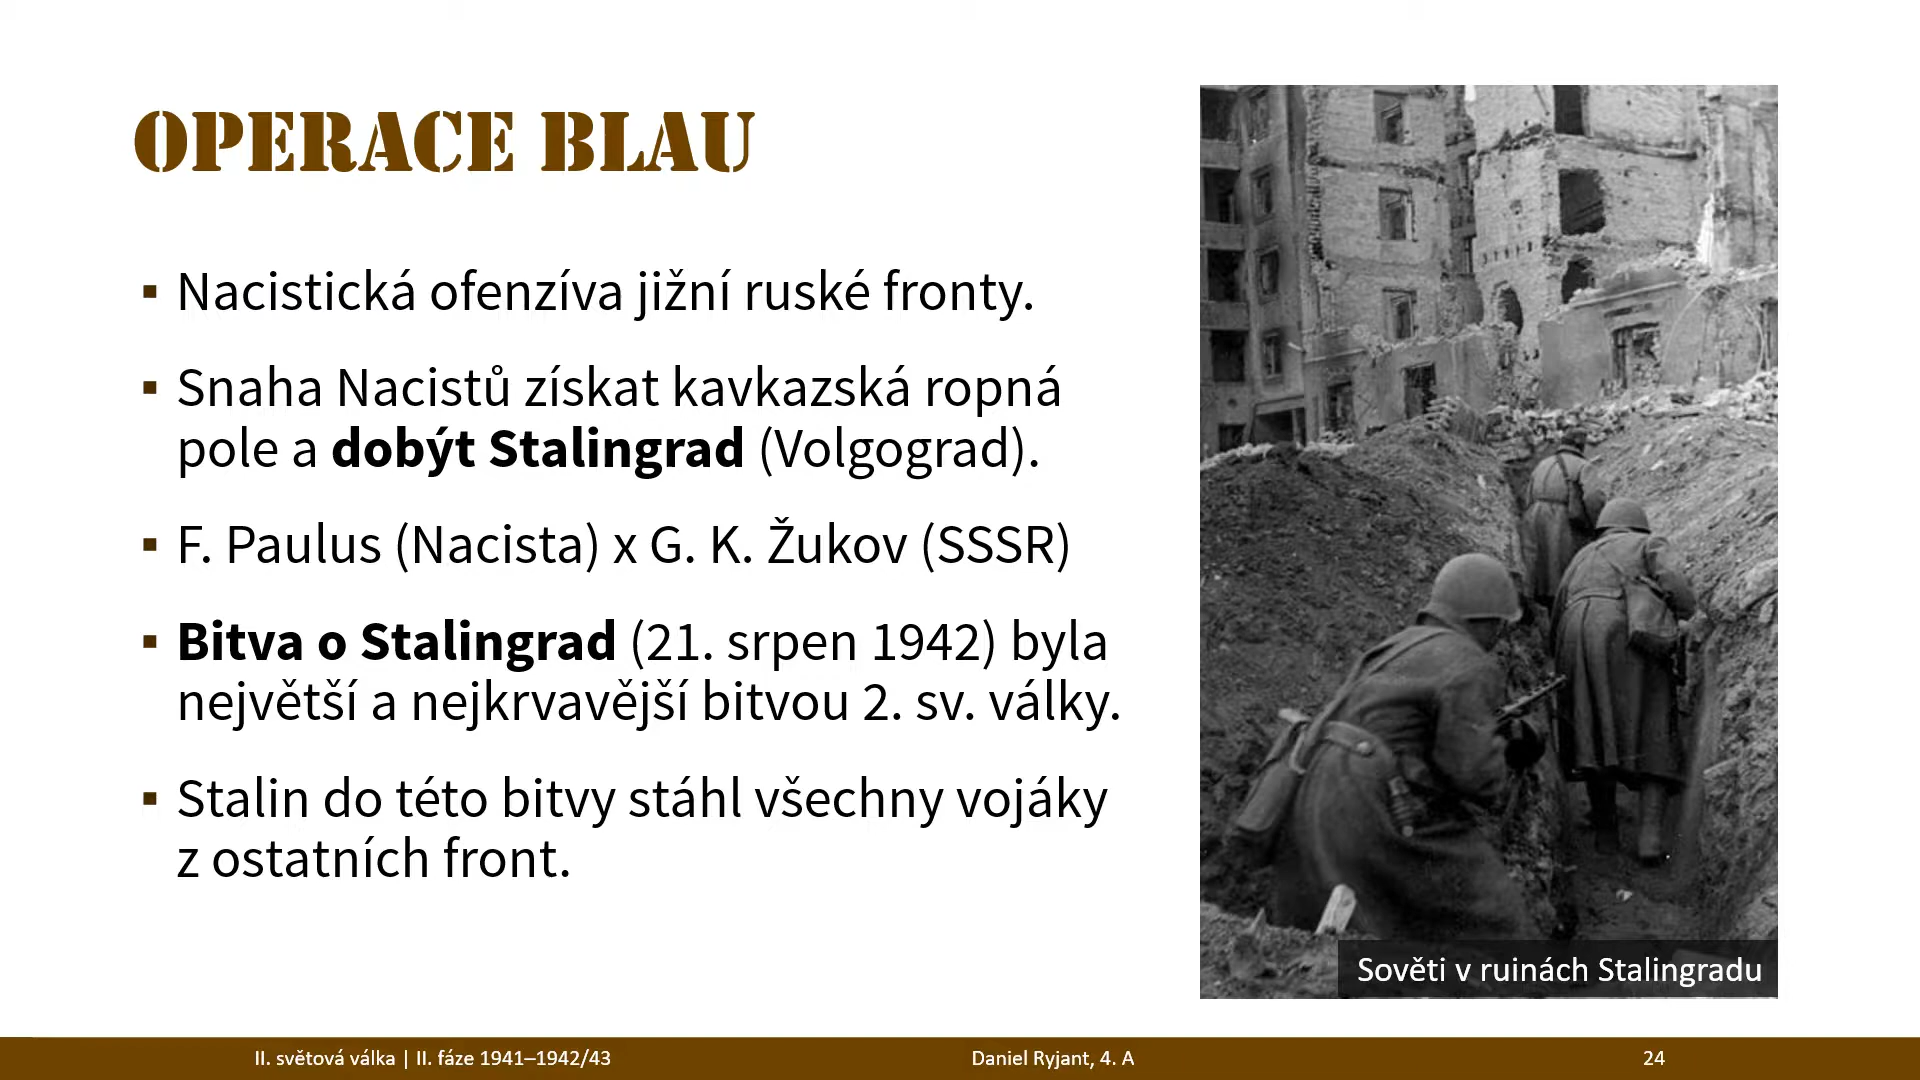 OPERACE BLAU
▪ Nacistická ofenzíva jižní ruské fronty.
▪ Snaha Nacistů získat kavkazská ropná
pole a dobýt Stalingrad (Volgograd).
▪ F. Paulus (Nacista) x G. K. Žukov (SSSR)
▪ Bitva o Stalingrad (21. srpen 1942) byla
největší a nejkrvavější bitvou 2. sv. války.
▪ Stalin do této bitvy stáhl všechny vojáky
z ostatních front.
Sověti v ruinách Stalingradu
II. světová válka | II. fáze 1941–1942/43
Daniel Ryjant, 4. A
24